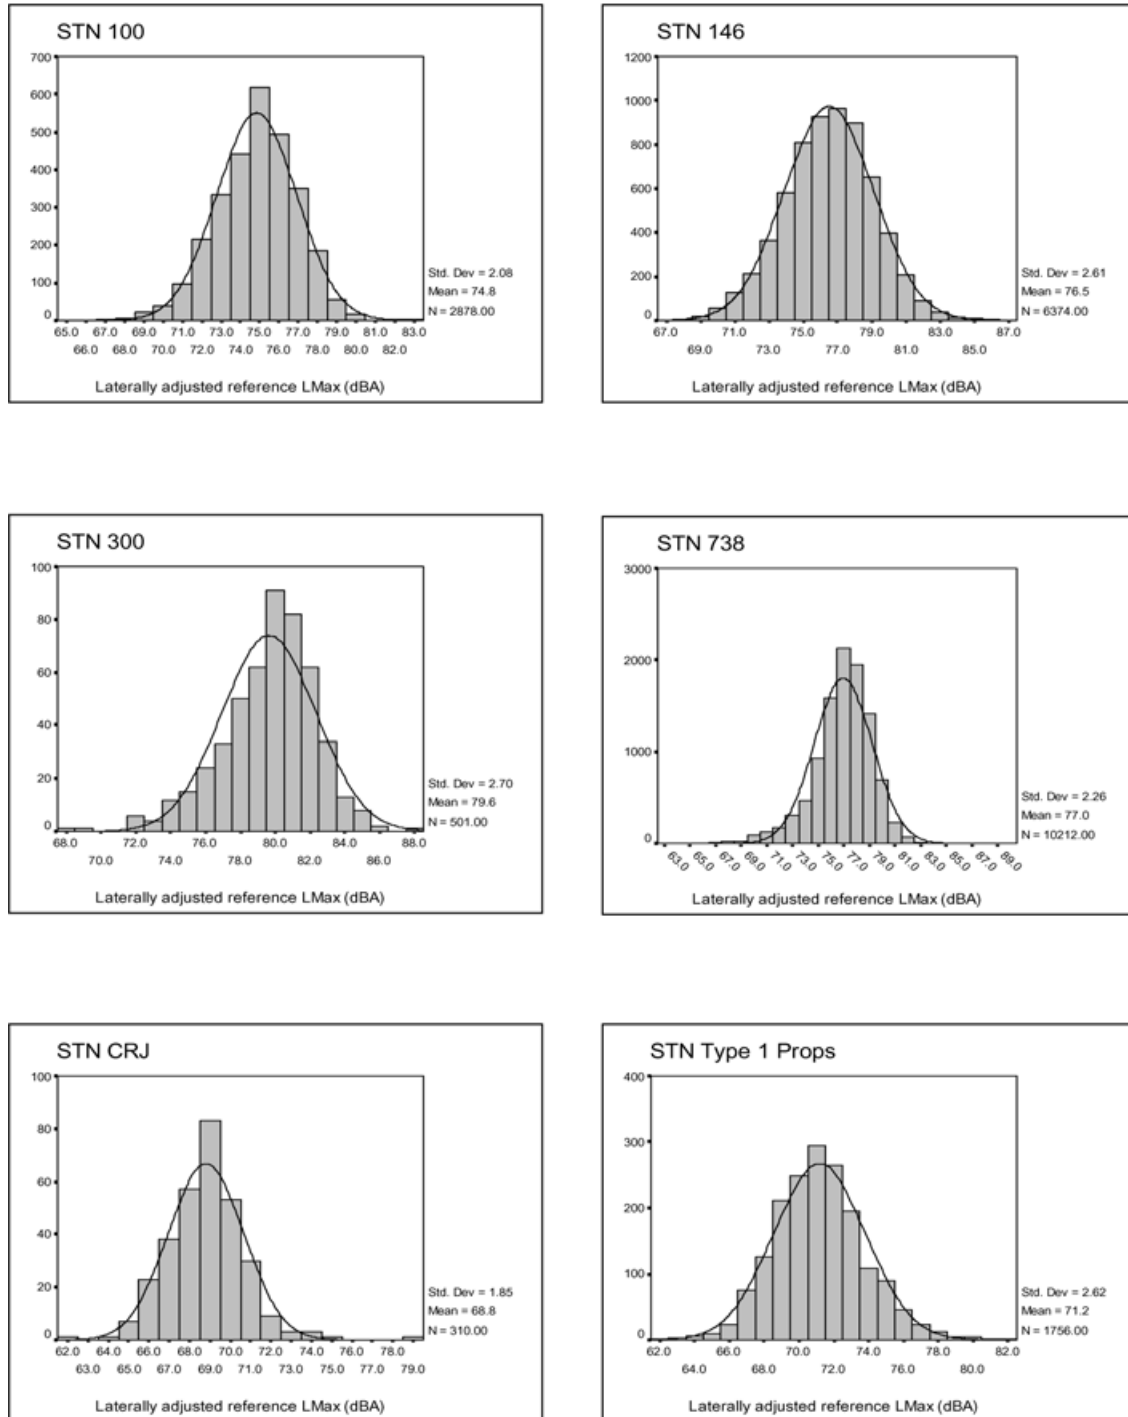 STN 100
700
600
500
400
300
200
100
0
65.0 67.0 69.0 71.0 73.0 75.0 77.0 79.0 81.0 83.0
66.0 68.0 70.0 72.0 74.0 76.0 78.0 80.0 82.0
Std. Dev = 2.08
Mean = 74.8
N = 2878.00
Laterally adjusted reference LMax (dBA)
STN 146
1200
1000
800
600
400
200
0
67.0 71.0 75.0 79.0 83.0 87.0
69.0 73.0 77.0 81.0 85.0
Std. Dev = 2.61
Mean = 76.5
N = 6374.00
Laterally adjusted reference LMax (dBA)
STN 300
100
80
60
40
20
0
68.0 72.0 76.0 80.0 84.0 88.0
70.0 74.0 78.0 82.0 86.0
Std. Dev = 2.70
Mean = 79.6
N = 501.00
Laterally adjusted reference LMax (dBA)
STN 738
3000
2000
1000
0
63.0 65.0 67.0 69.0 71.0 73.0 75.0 77.0 79.0 81.0 83.0 85.0 87.0 89.0
Std. Dev = 2.26
Mean = 77.0
N = 10212.00
Laterally adjusted reference LMax (dBA)
STN CRJ
100
80
60
40
20
0
62.0 64.0 66.0 68.0 70.0 72.0 74.0 76.0 78.0
63.0 65.0 67.0 69.0 71.0 73.0 75.0 77.0 79.0
Std. Dev = 1.85
Mean = 68.8
N = 310.00
Laterally adjusted reference LMax (dBA)
STN Type 1 Props
400
300
200
100
0
62.0 66.0 70.0 74.0 78.0 82.0
64.0 68.0 72.0 76.0 80.0
Std. Dev = 2.62
Mean = 71.2
N = 1756.00
Laterally adjusted reference LMax (dBA)